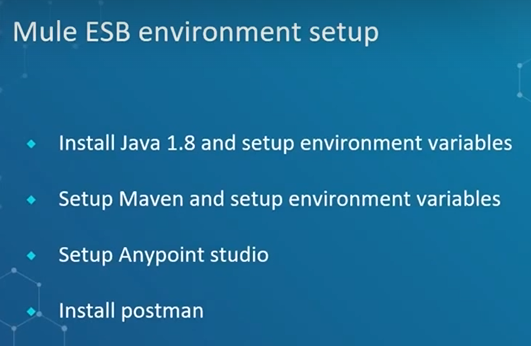 Mule ESB environment setup
Install Java 1.8 and setup environment variables
Setup Maven and setup environment variables
Setup Anypoint studio
Install postman